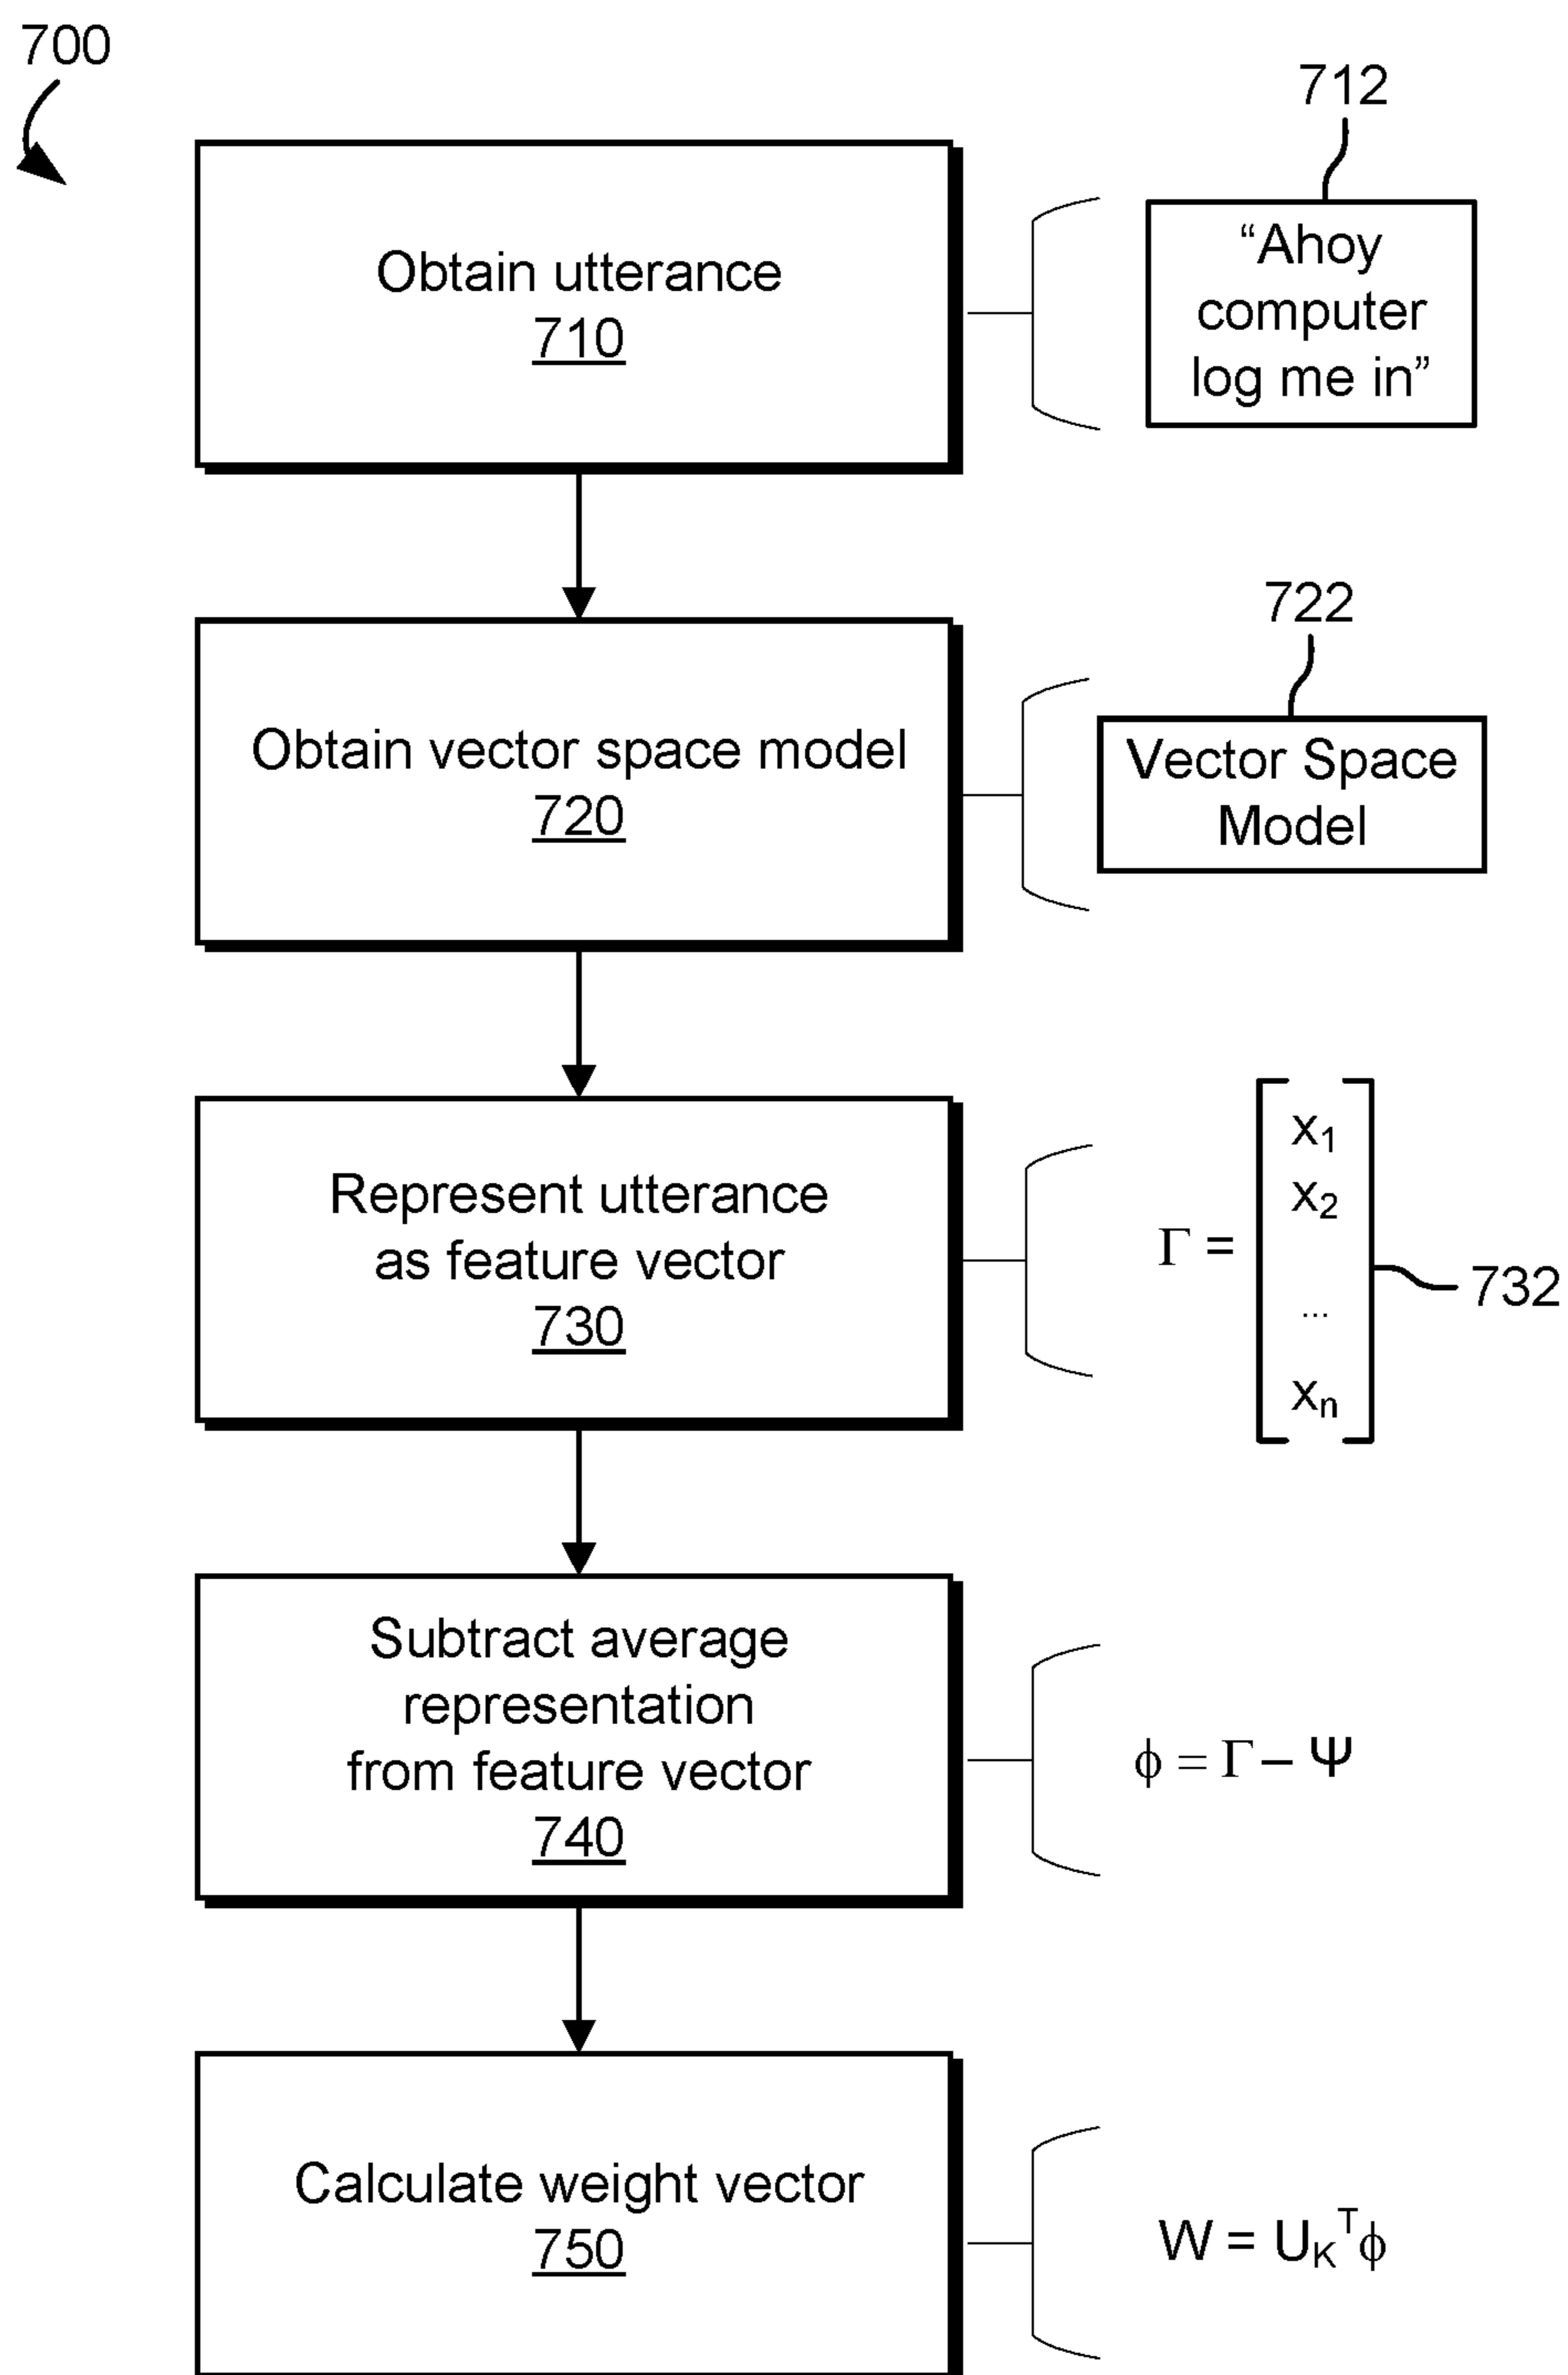 700
712
Obtain utterance
710
“Ahoy
computer
log me in”
722
Obtain vector space model
720
Vector Space
Model
Represent utterance
as feature vector
730
Γ =
x₁
x₂
...
xₙ
732
Subtract average
representation
from feature vector
740
ϕ = Γ – Ψ
Calculate weight vector
750
W = U_K^T ϕ